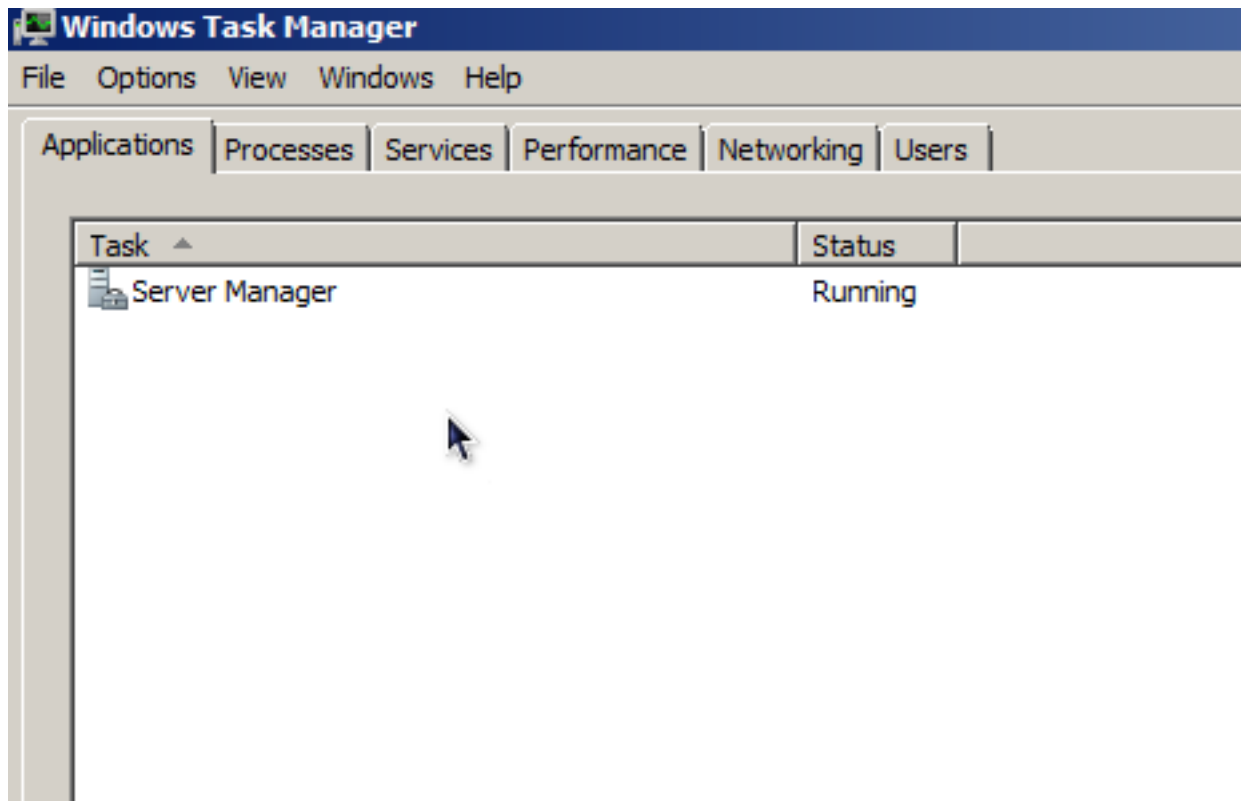 Windows Task Manager
File Options View Windows Help
Applications Processes Services Performance Networking Users
Task Status
Server Manager Running